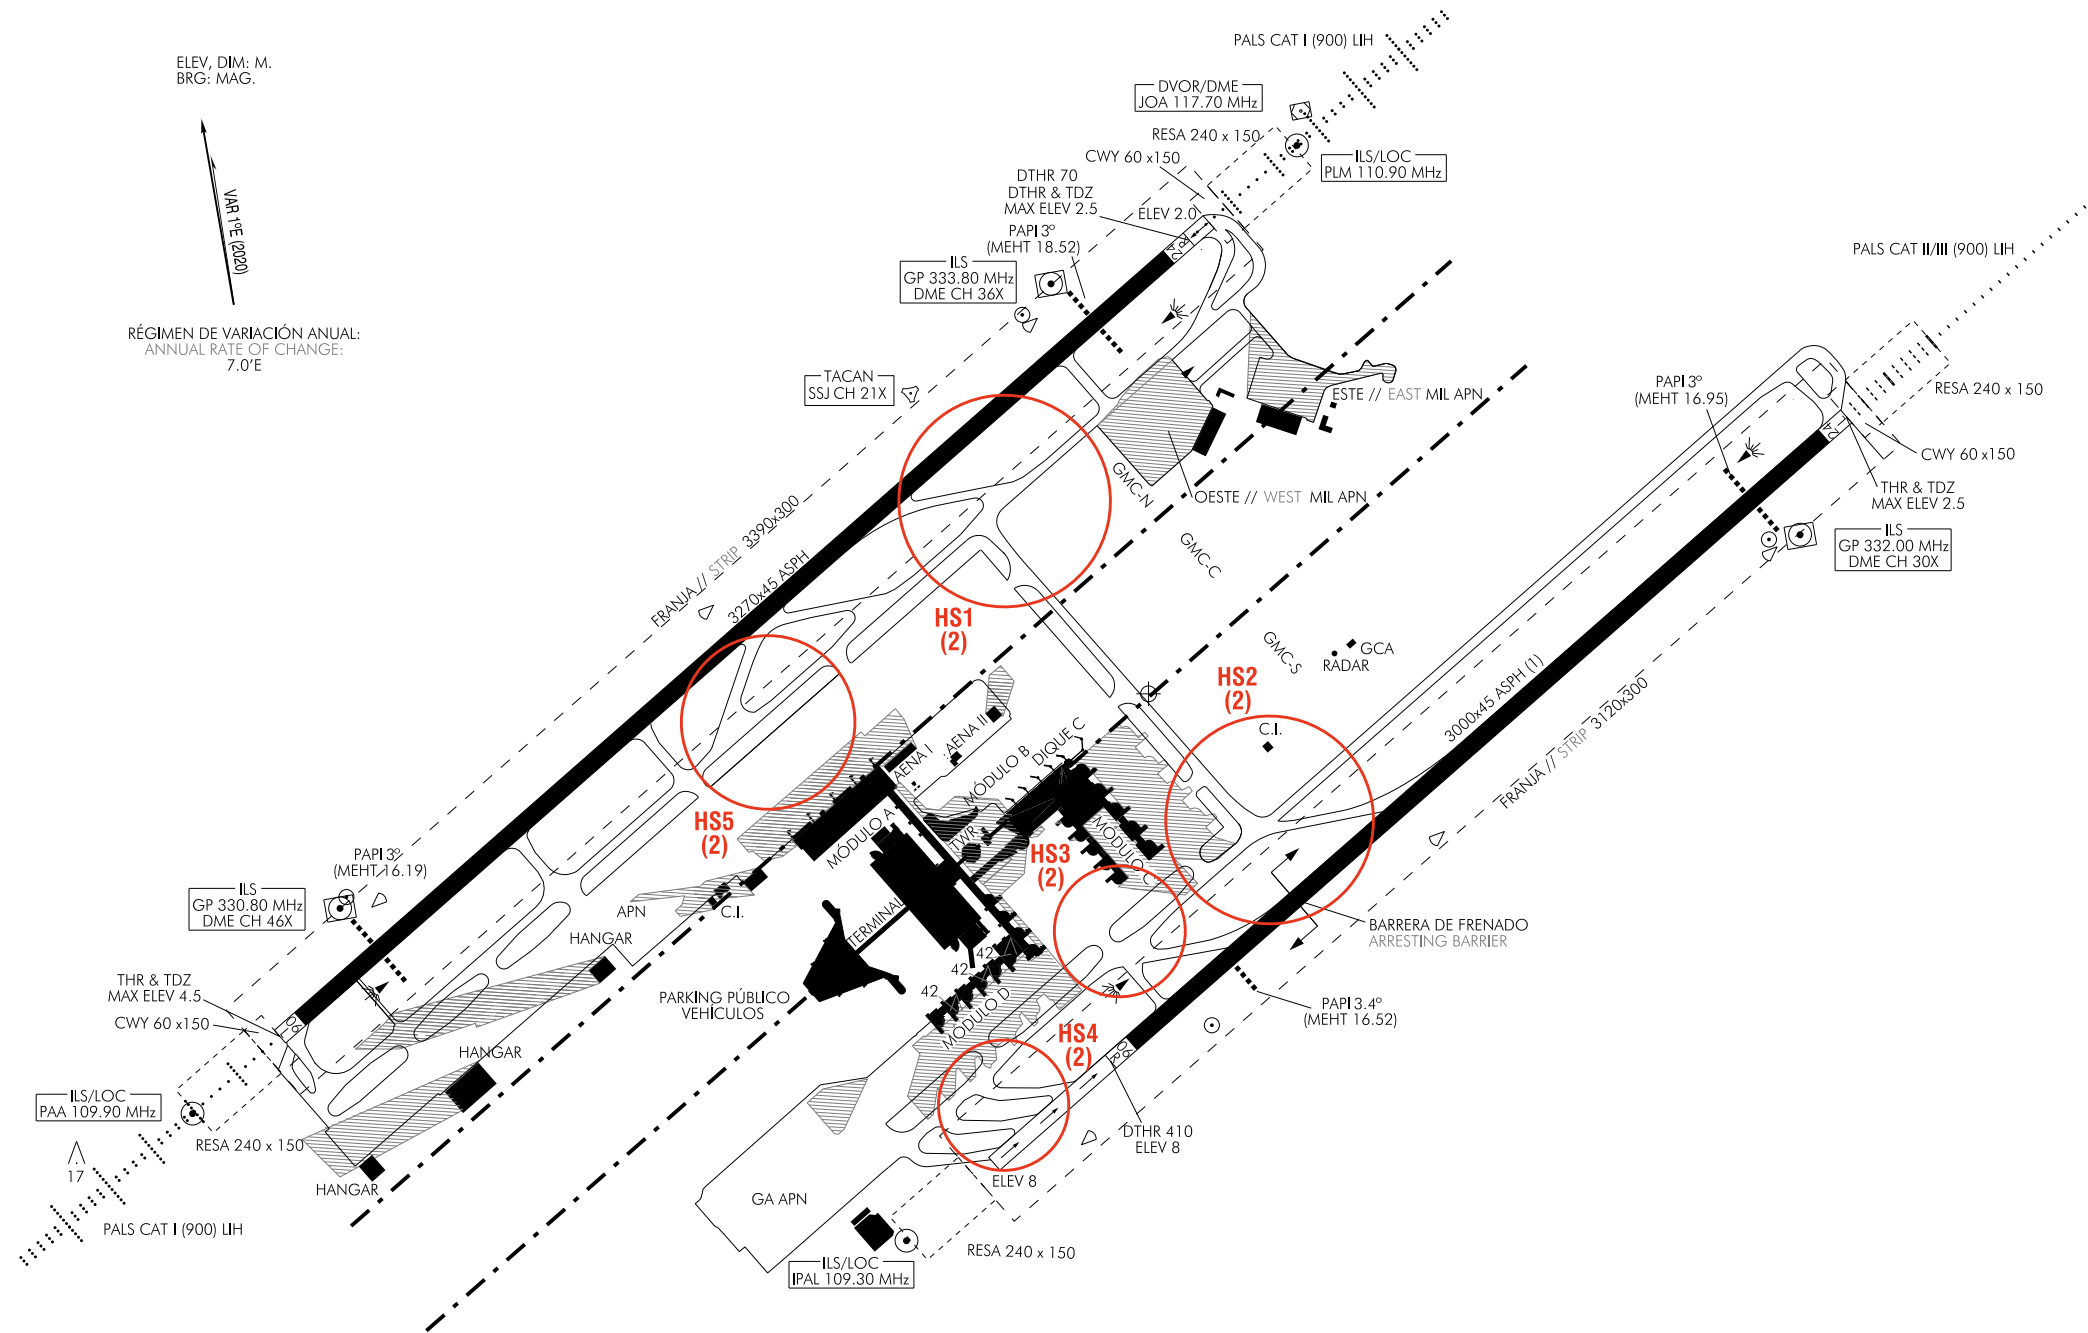 ELEV, DIM: M.
BRG: MAG.
VAR 1ºE (2020)
RÉGIMEN DE VARIACIÓN ANUAL:
ANNUAL RATE OF CHANGE:
7.0'E
PALS CAT I (900) LIH
DVOR/DME
JOA 117.70 MHz
RESA 240 x 150
CWY 60 x150
ILS/LOC
PLM 110.90 MHz
DTHR 70
DTHR & TDZ
MAX ELEV 2.5
ELEV 2.0
PAPI 3º
(MEHT 18.52)
ILS
GP 333.80 MHz
DME CH 36X
24L
TACAN
SSJ CH 21X
PALS CAT II/III (900) LIH
PAPI 3º
(MEHT 16.95)
RESA 240 x 150
CWY 60 x150
THR & TDZ
MAX ELEV 2.5
ILS
GP 332.00 MHz
DME CH 30X
ESTE // EAST MIL APN
OESTE // WEST MIL APN
GMC-N
GMC-C
GMC-S
FRANJA // STRIP 3390x300
3270x45 ASPH
HS1
(2)
GCA
RADAR
HS2
(2)
C.I.
3000x45 ASPH (1)
FRANJA // STRIP 3120x300
AENA I
AENA II
MÓDULO B
DIQUE C
MÓDULO A
MÓDULO C
TWR
HS5
(2)
HS3
(2)
PAPI 3º
(MEHT 16.19)
ILS
GP 330.80 MHz
DME CH 46X
APN
C.I.
HANGAR
TERMINAL
BARRERA DE FRENADO
ARRESTING BARRIER
42
42
42
MÓDULO D
PARKING PÚBLICO
VEHÍCULOS
THR & TDZ
MAX ELEV 4.5
CWY 60 x150
06
PAPI 3.4º
(MEHT 16.52)
HS4
(2)
06R
HANGAR
ILS/LOC
PAA 109.90 MHz
17
RESA 240 x 150
HANGAR
DTHR 410
ELEV 8
ELEV 8
GA APN
PALS CAT I (900) LIH
RESA 240 x 150
ILS/LOC
IPAL 109.30 MHz